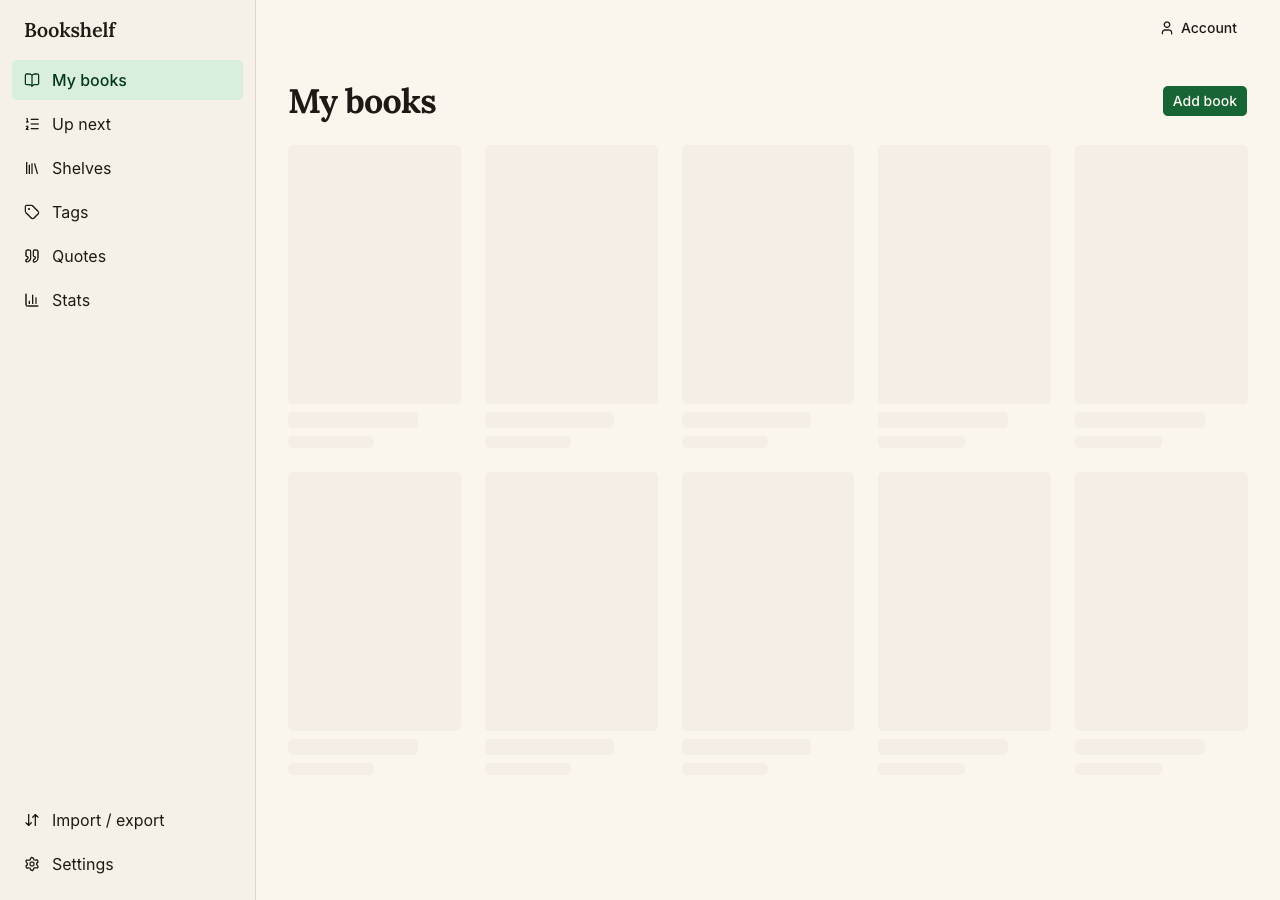 Bookshelf
Account
My books
Up next
Shelves
Tags
Quotes
Stats
Import / export
Settings
My books
Add book